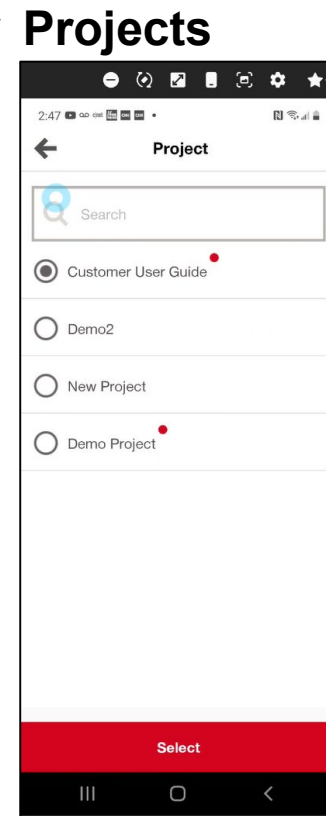 Projects
2:47
Project
Search
Customer User Guide
Demo2
New Project
Demo Project
Select